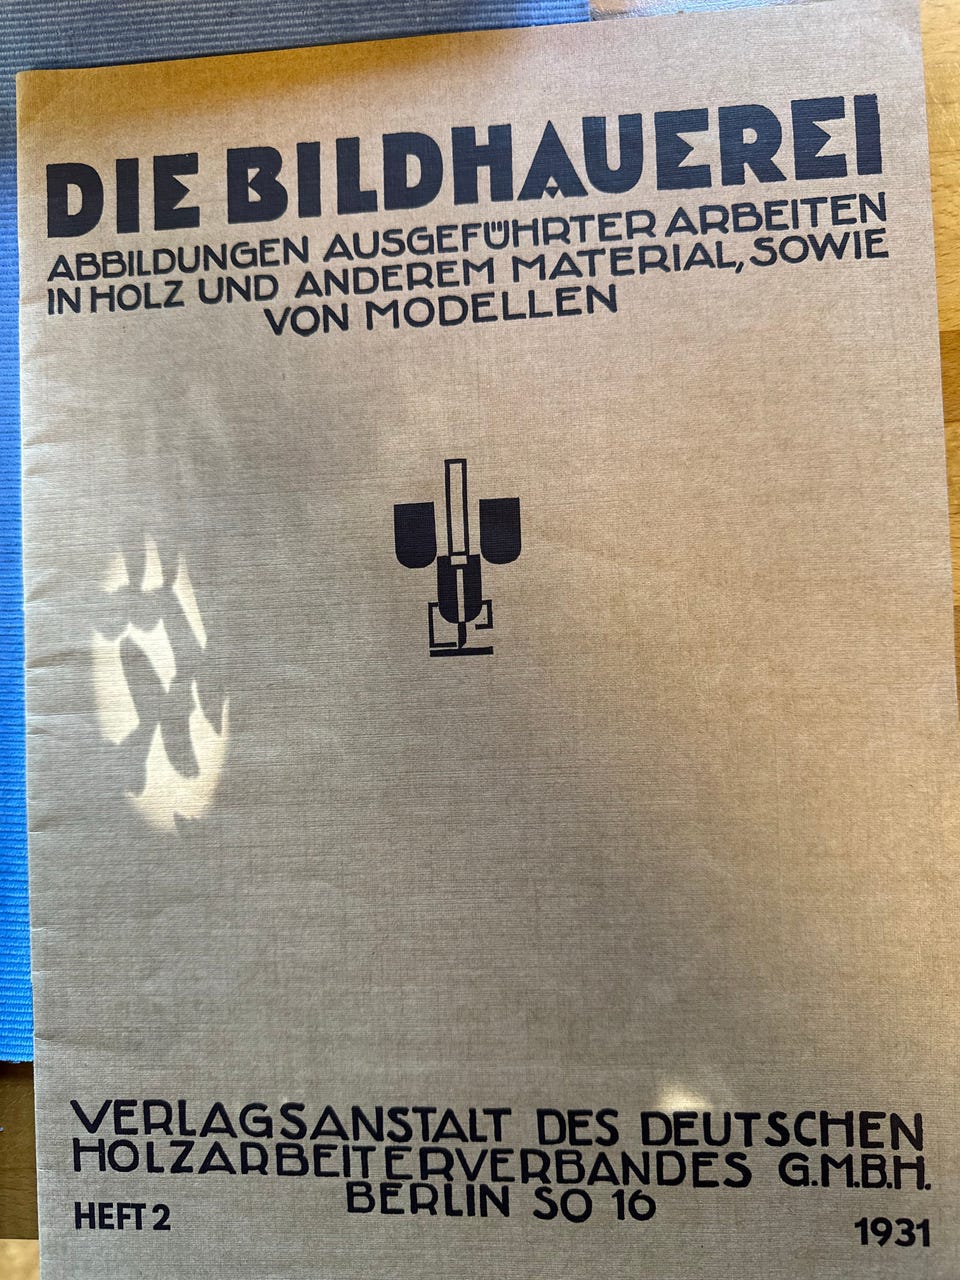 DIE BILDHAUEREI
ABBILDUNGEN AUSGEFÜHRTER ARBEITEN
IN HOLZ UND ANDEREM MATERIAL, SOWIE
VON MODELLEN
VERLAGSANSTALT DES DEUTSCHEN
HOLZARBEITERVERBANDES G.M.B.H.
BERLIN SO 16
HEFT 2
1931